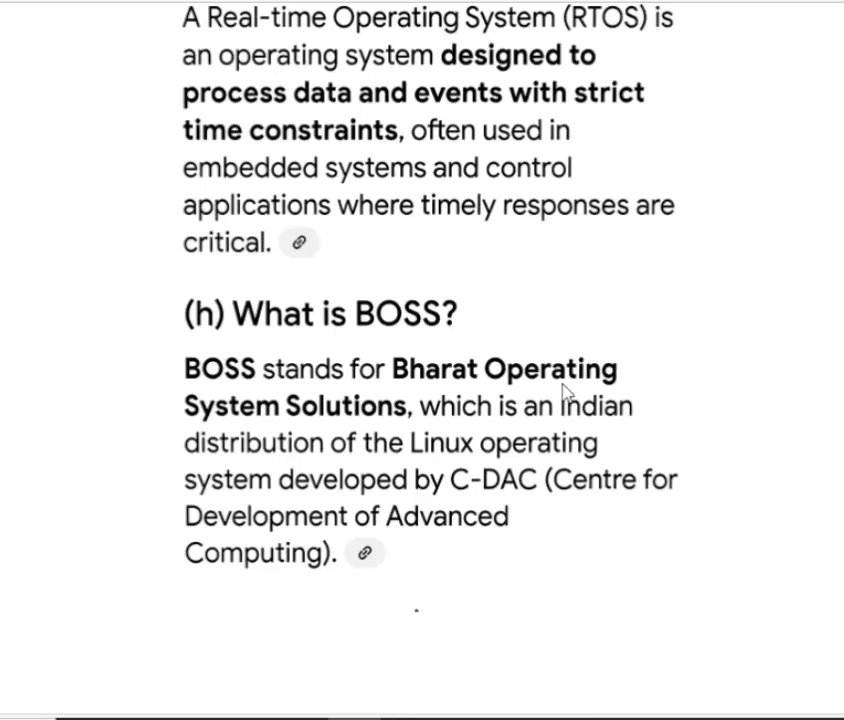 A Real-time Operating System (RTOS) is
an operating system designed to
process data and events with strict
time constraints, often used in
embedded systems and control
applications where timely responses are
critical.
(h) What is BOSS?
BOSS stands for Bharat Operating
System Solutions, which is an Indian
distribution of the Linux operating
system developed by C-DAC (Centre for
Development of Advanced
Computing).